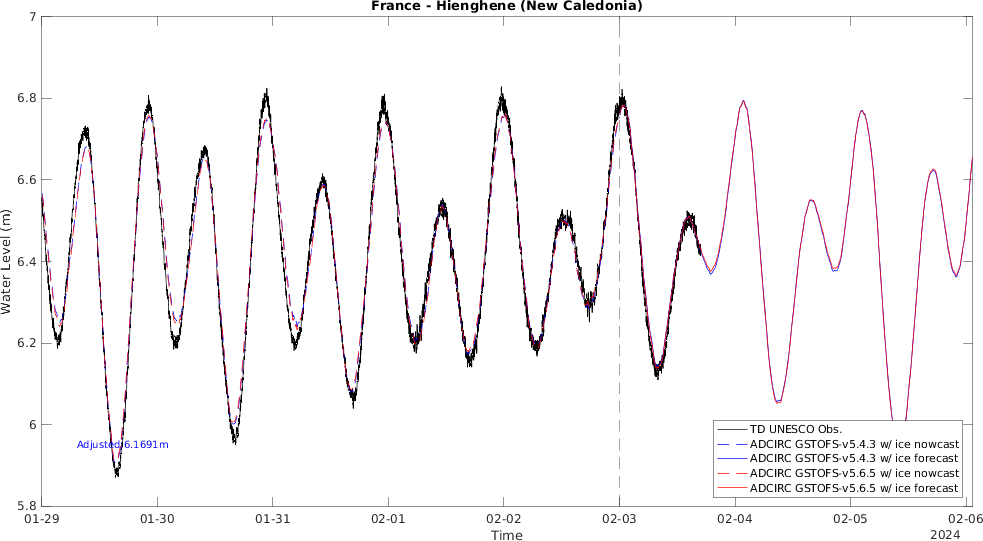 France - Hienghene (New Caledonia)
Water Level (m)
7
6.8
6.6
6.4
6.2
6
5.8
Adjusted:6.1691m
TD UNESCO Obs.
ADCIRC GSTOFS-v5.4.3 w/ ice nowcast
ADCIRC GSTOFS-v5.4.3 w/ ice forecast
ADCIRC GSTOFS-v5.6.5 w/ ice nowcast
ADCIRC GSTOFS-v5.6.5 w/ ice forecast
01-29 01-30 01-31 02-01 02-02 02-03 02-04 02-05 02-06
Time
2024